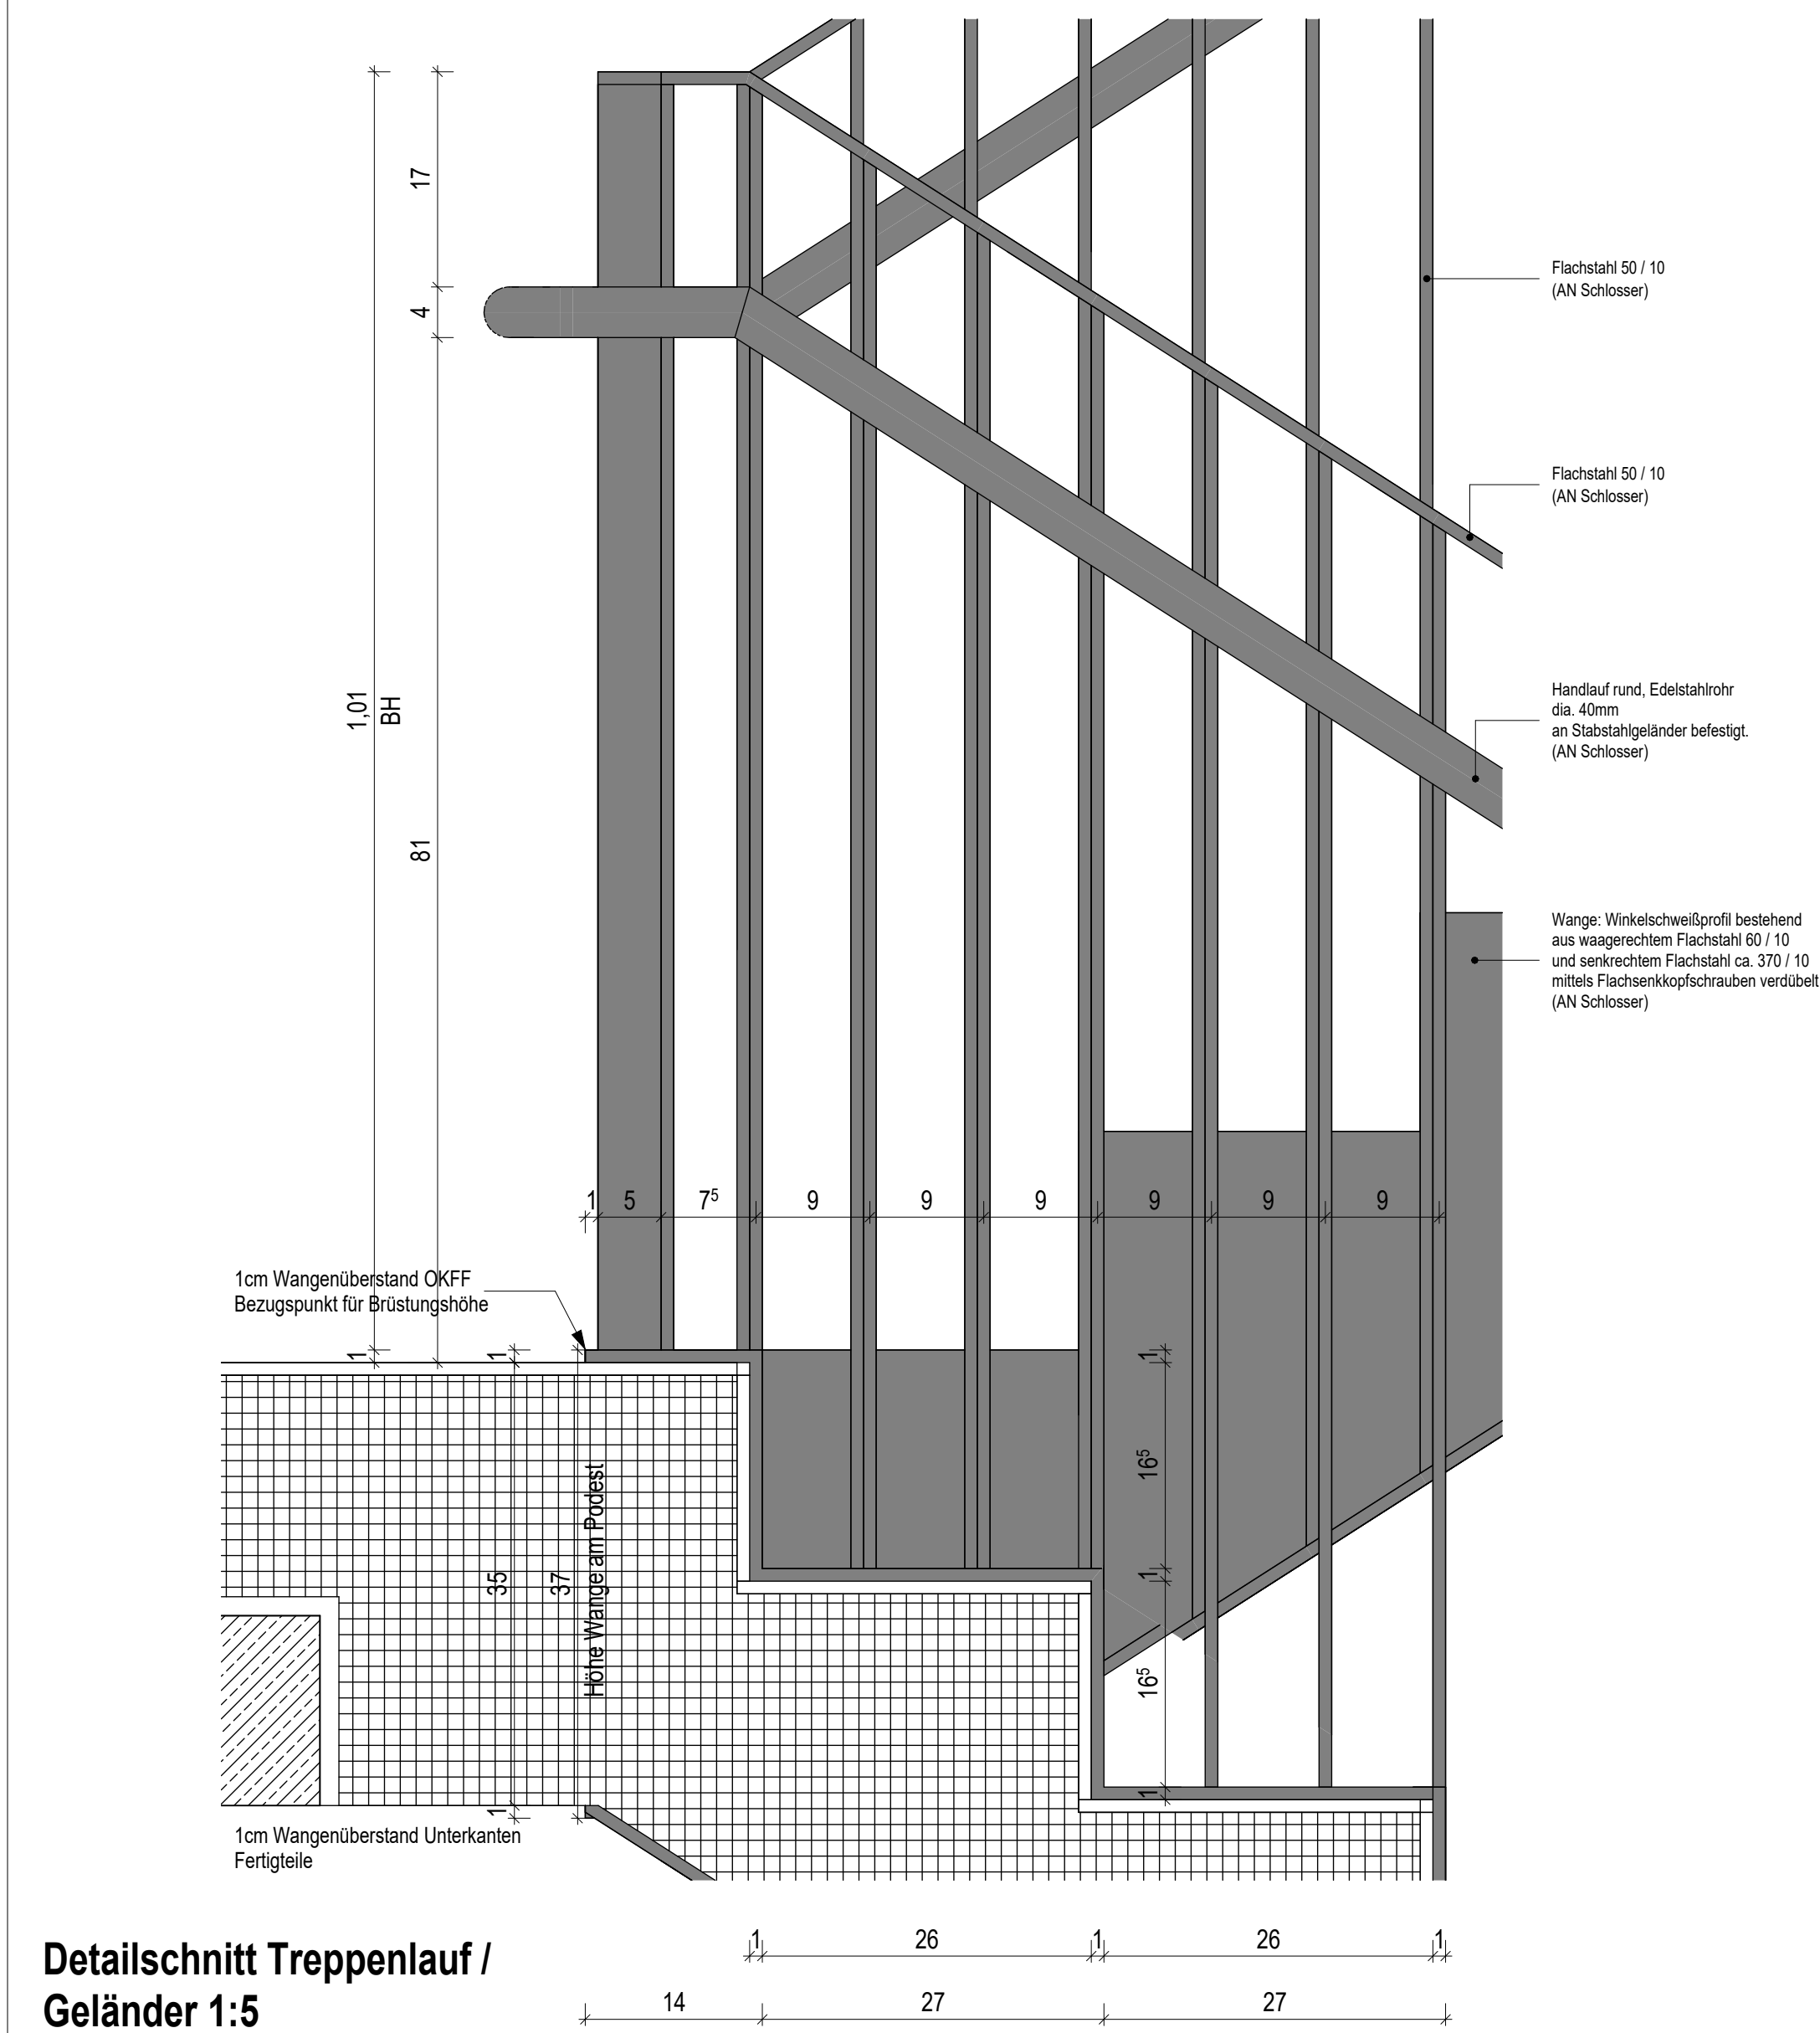 17
4
1,01
BH
81
Flachstahl 50 / 10
(AN Schlosser)
Flachstahl 50 / 10
(AN Schlosser)
Handlauf rund, Edelstahlrohr
dia. 40mm
an Stabstahlgeländer befestigt.
(AN Schlosser)
Wange: Winkelschweißprofil bestehend
aus waagerechtem Flachstahl 60 / 10
und senkrechtem Flachstahl ca. 370 / 10
mittels Flachsenkkopfschrauben verdübelt
(AN Schlosser)
1 5 7⁵ 9 9 9 9 9 9
1cm Wangenüberstand OKFF
Bezugspunkt für Brüstungshöhe
1 1 1
16⁵
35 37 Höhe Wange am Podest 1
16⁵
1 1
1cm Wangenüberstand Unterkanten
Fertigteile
1 26 1 26 1
14 27 27
Detailschnitt Treppenlauf /
Geländer 1:5